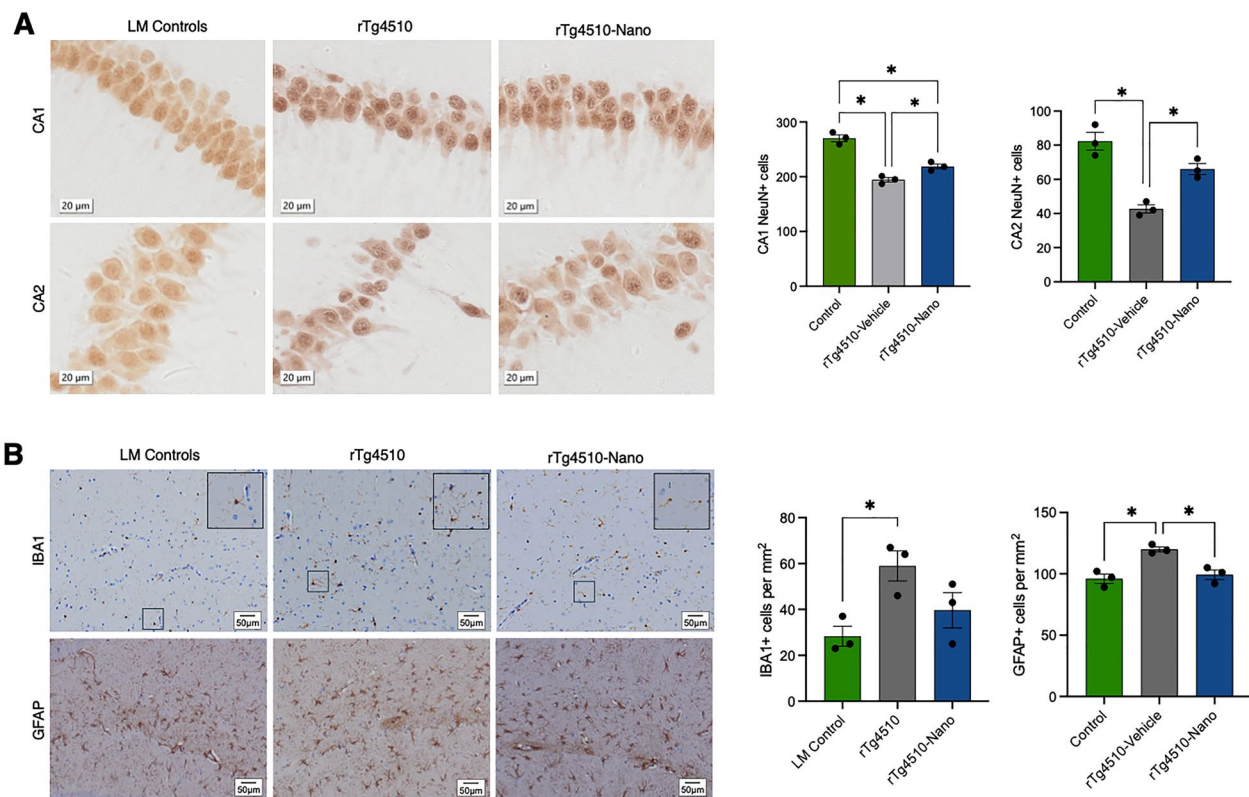 A
LM Controls
rTg4510
rTg4510-Nano
CA1
20 µm
20 µm
20 µm
CA2
20 µm
20 µm
20 µm
CA1 NeuN+ cells
300
200
100
0
*
*
*
Control
rTg4510-Vehicle
rTg4510-Nano
CA2 NeuN+ cells
100
80
60
40
20
0
*
*
Control
rTg4510-Vehicle
rTg4510-Nano
B
LM Controls
rTg4510
rTg4510-Nano
IBA1
50µm
50µm
50µm
GFAP
50µm
50µm
50µm
IBA1+ cells per mm²
80
60
40
20
0
*
LM Control
rTg4510
rTg4510-Nano
GFAP+ cells per mm²
150
100
50
0
*
*
Control
rTg4510-Vehicle
rTg4510-Nano